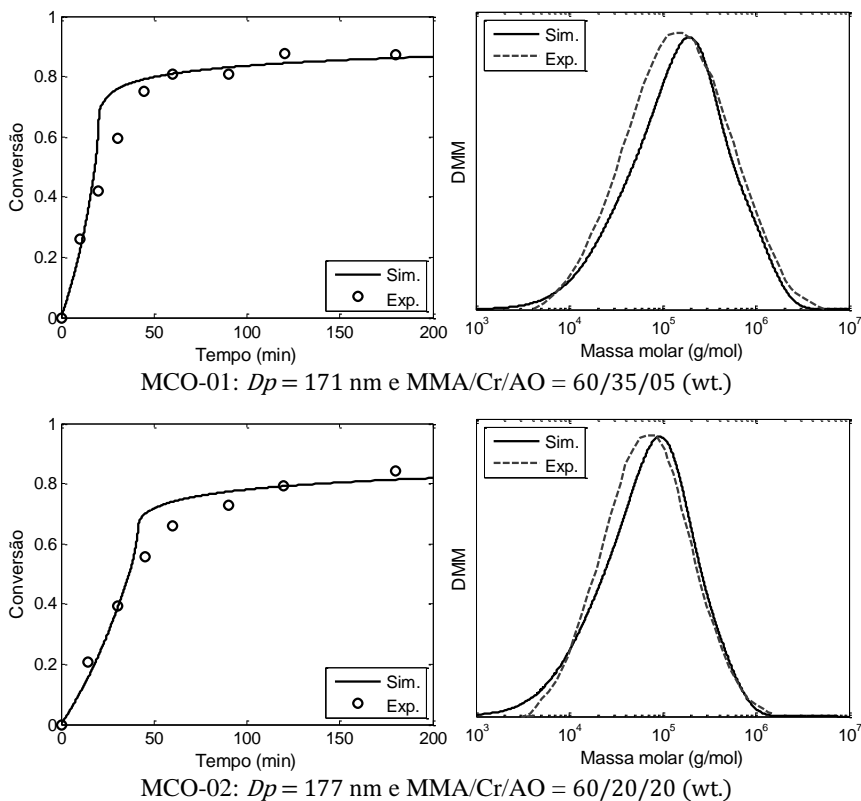 1
0.8
0.6
0.4
0.2
0
Conversão
Sim.
Exp.
0 50 100 150 200
Tempo (min)
DMM
Sim.
Exp.
10^3 10^4 10^5 10^6 10^7
Massa molar (g/mol)
MCO-01: Dp = 171 nm e MMA/Cr/AO = 60/35/05 (wt.)
1
0.8
0.6
0.4
0.2
0
Conversão
Sim.
Exp.
0 50 100 150 200
Tempo (min)
DMM
Sim.
Exp.
10^3 10^4 10^5 10^6 10^7
Massa molar (g/mol)
MCO-02: Dp = 177 nm e MMA/Cr/AO = 60/20/20 (wt.)